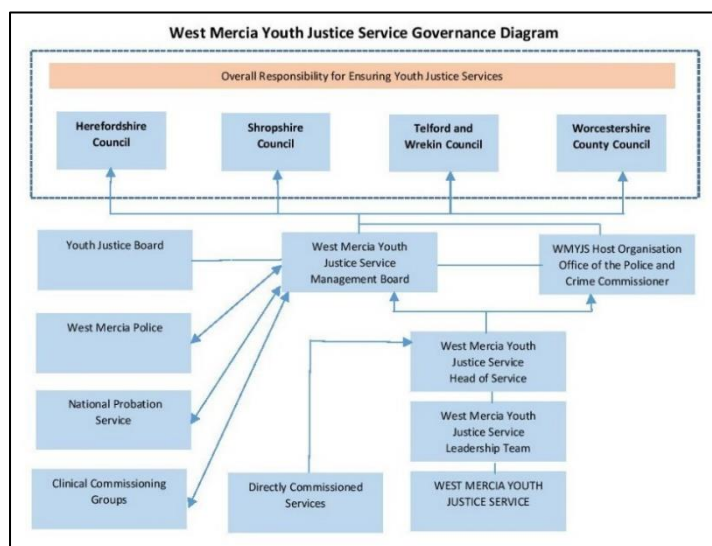 West Mercia Youth Justice Service Governance Diagram
Overall Responsibility for Ensuring Youth Justice Services
Herefordshire
Council
Shropshire
Council
Telford and
Wrekin Council
Worcestershire
County Council
Youth Justice Board
West Mercia Youth
Justice Service
Management Board
WMYJS Host Organisation
Office of the Police and
Crime Commissioner
West Mercia Police
West Mercia Youth
Justice Service
Head of Service
National Probation
Service
West Mercia Youth
Justice Service
Leadership Team
Clinical Commissioning
Groups
Directly Commissioned
Services
WEST MERCIA YOUTH
JUSTICE SERVICE